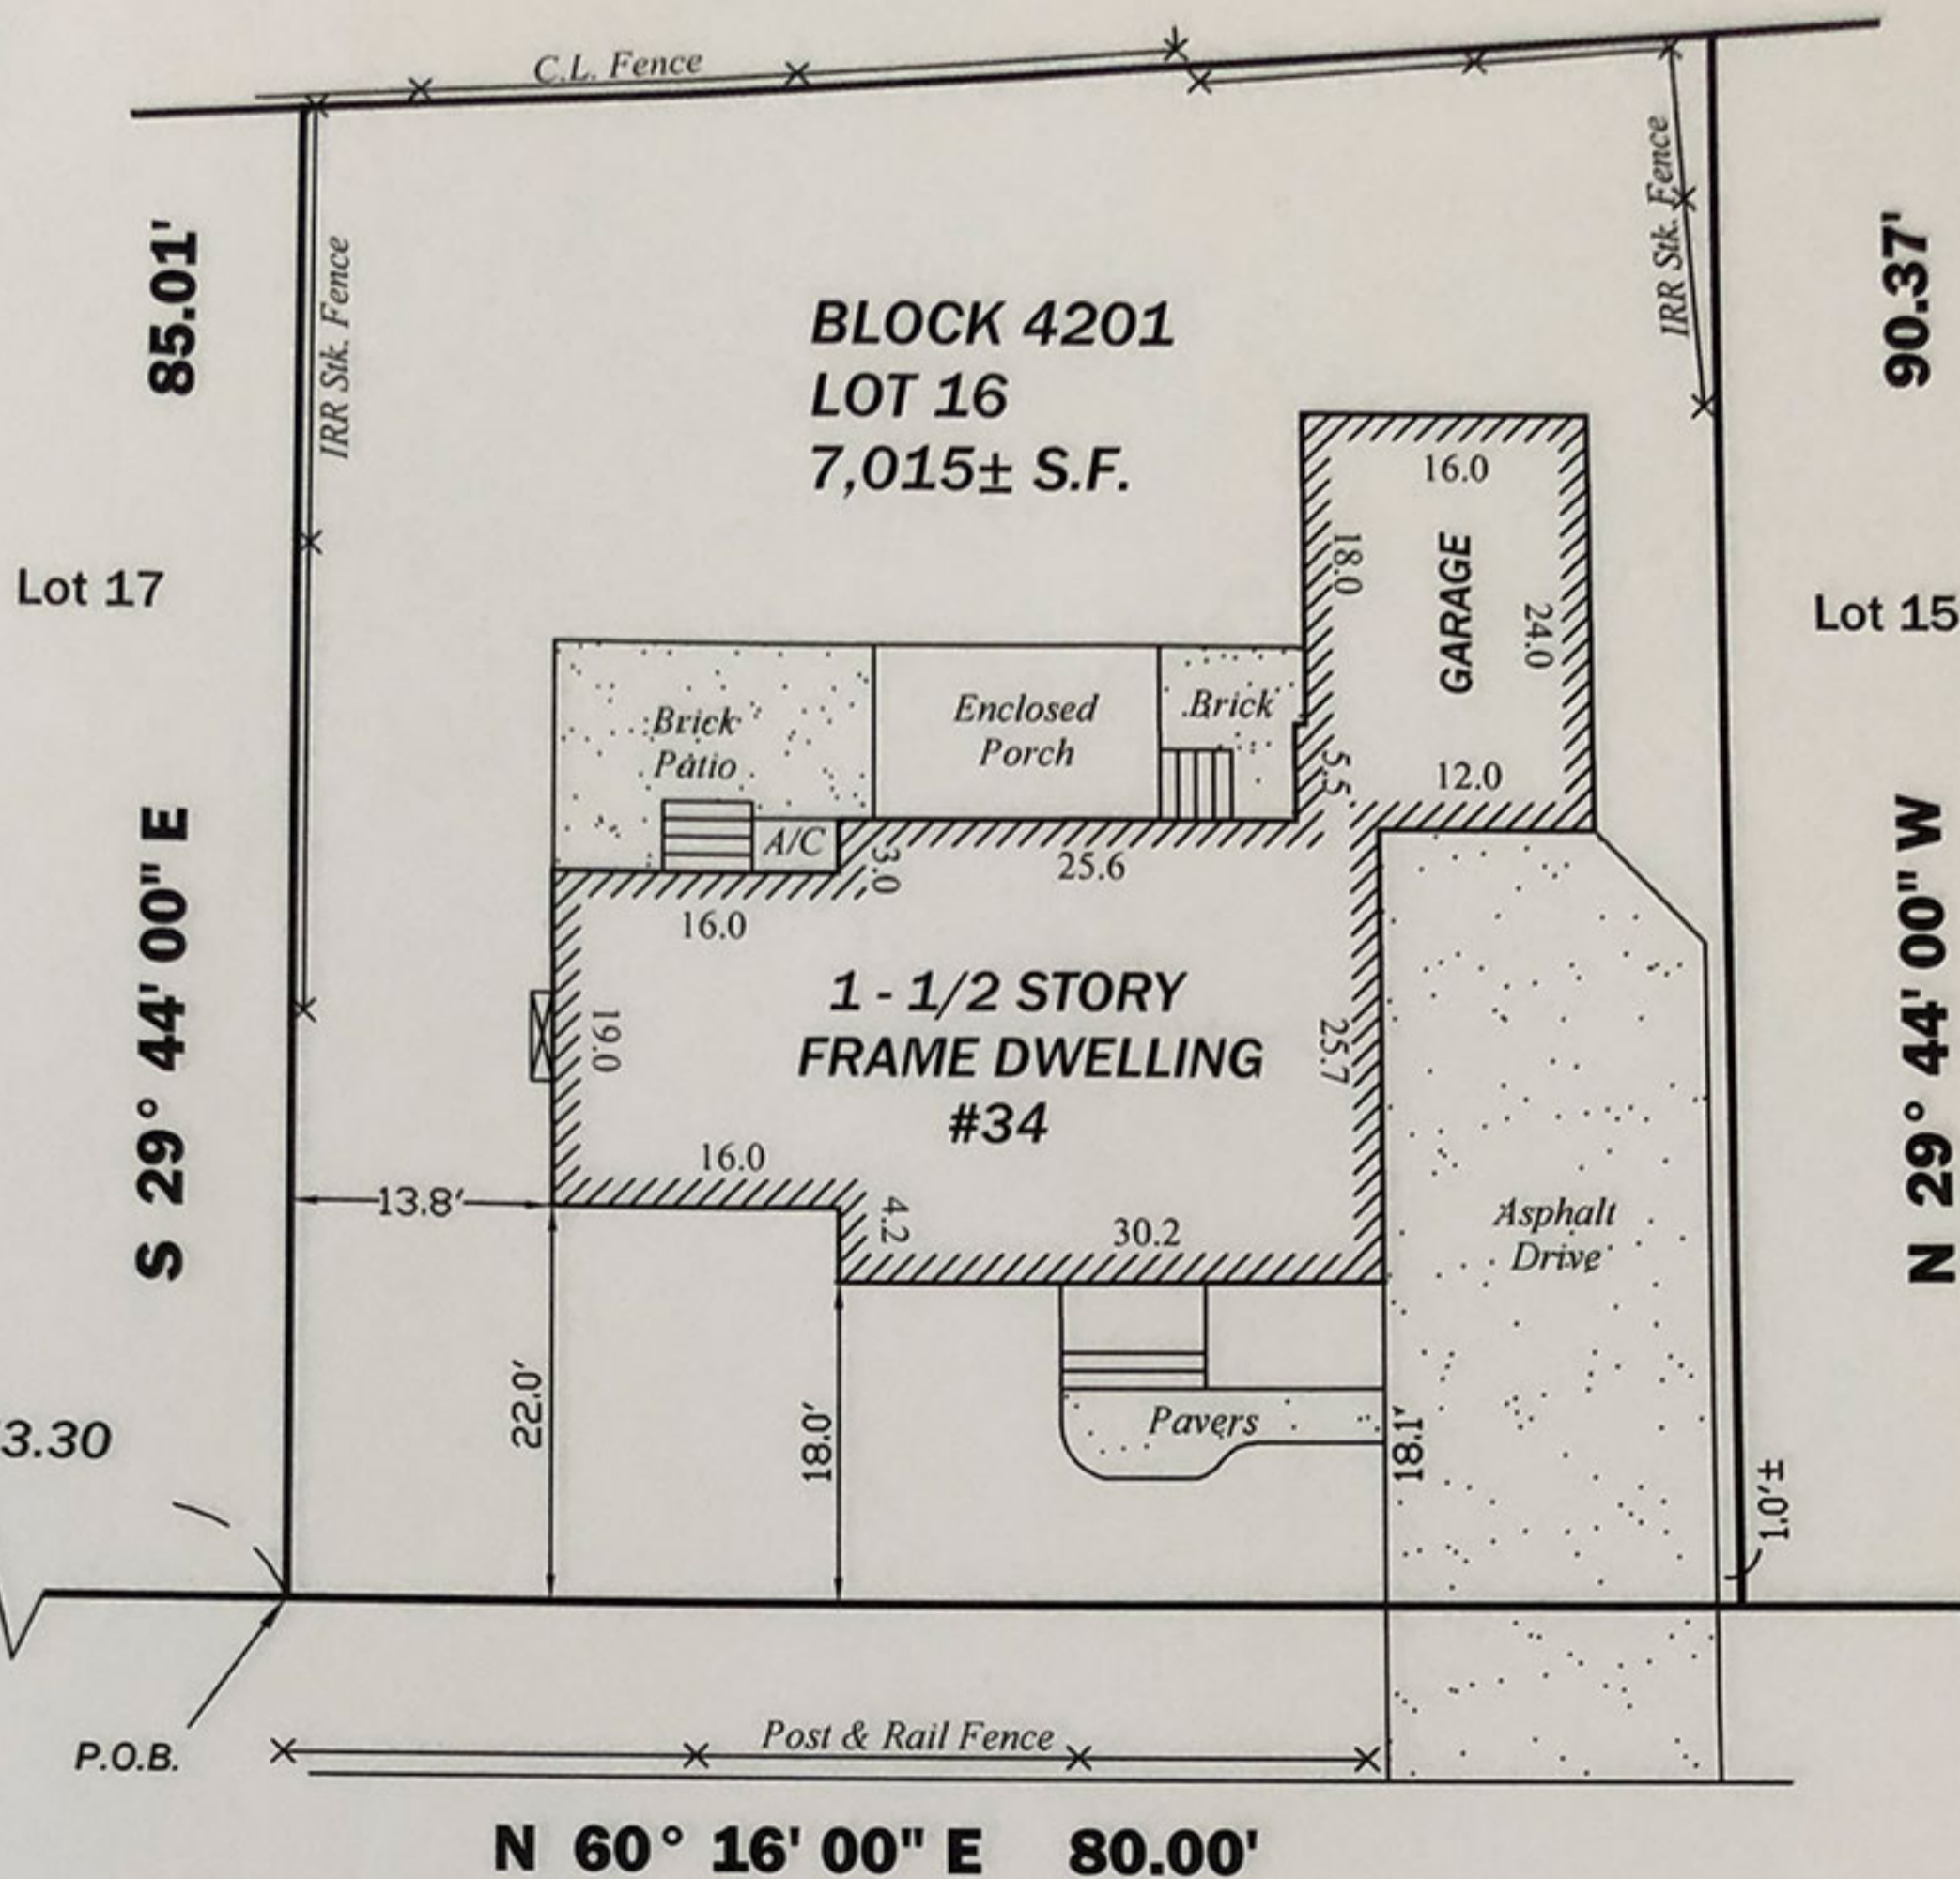 C.L. Fence
IRR Stk. Fence
IRR Stk. Fence
85.01'
90.37'
BLOCK 4201
LOT 16
7,015± S.F.
16.0
18.0
GARAGE
24.0
Lot 17
Lot 15
Brick
Patio
Enclosed
Porch
Brick
5.5
12.0
A/C
3.0
25.6
16.0
S 29° 44' 00" E
N 29° 44' 00" W
1 - 1/2 STORY
FRAME DWELLING
#34
19.0
25.7
16.0
13.8'
4.2
30.2
Asphalt
Drive
22.0'
18.0'
Pavers
18.1'
3.30
1.0'±
P.O.B.
Post & Rail Fence
N 60° 16' 00" E 80.00'